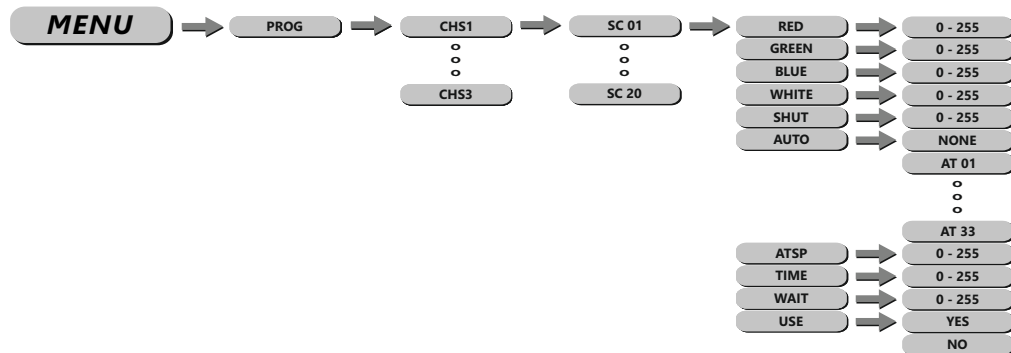 MENU PROG CHS1 SC 01 RED 0 - 255
GREEN 0 - 255
BLUE 0 - 255
CHS3 SC 20 WHITE 0 - 255
SHUT 0 - 255
AUTO NONE
AT 01
AT 33
ATSP 0 - 255
TIME 0 - 255
WAIT 0 - 255
USE YES
NO